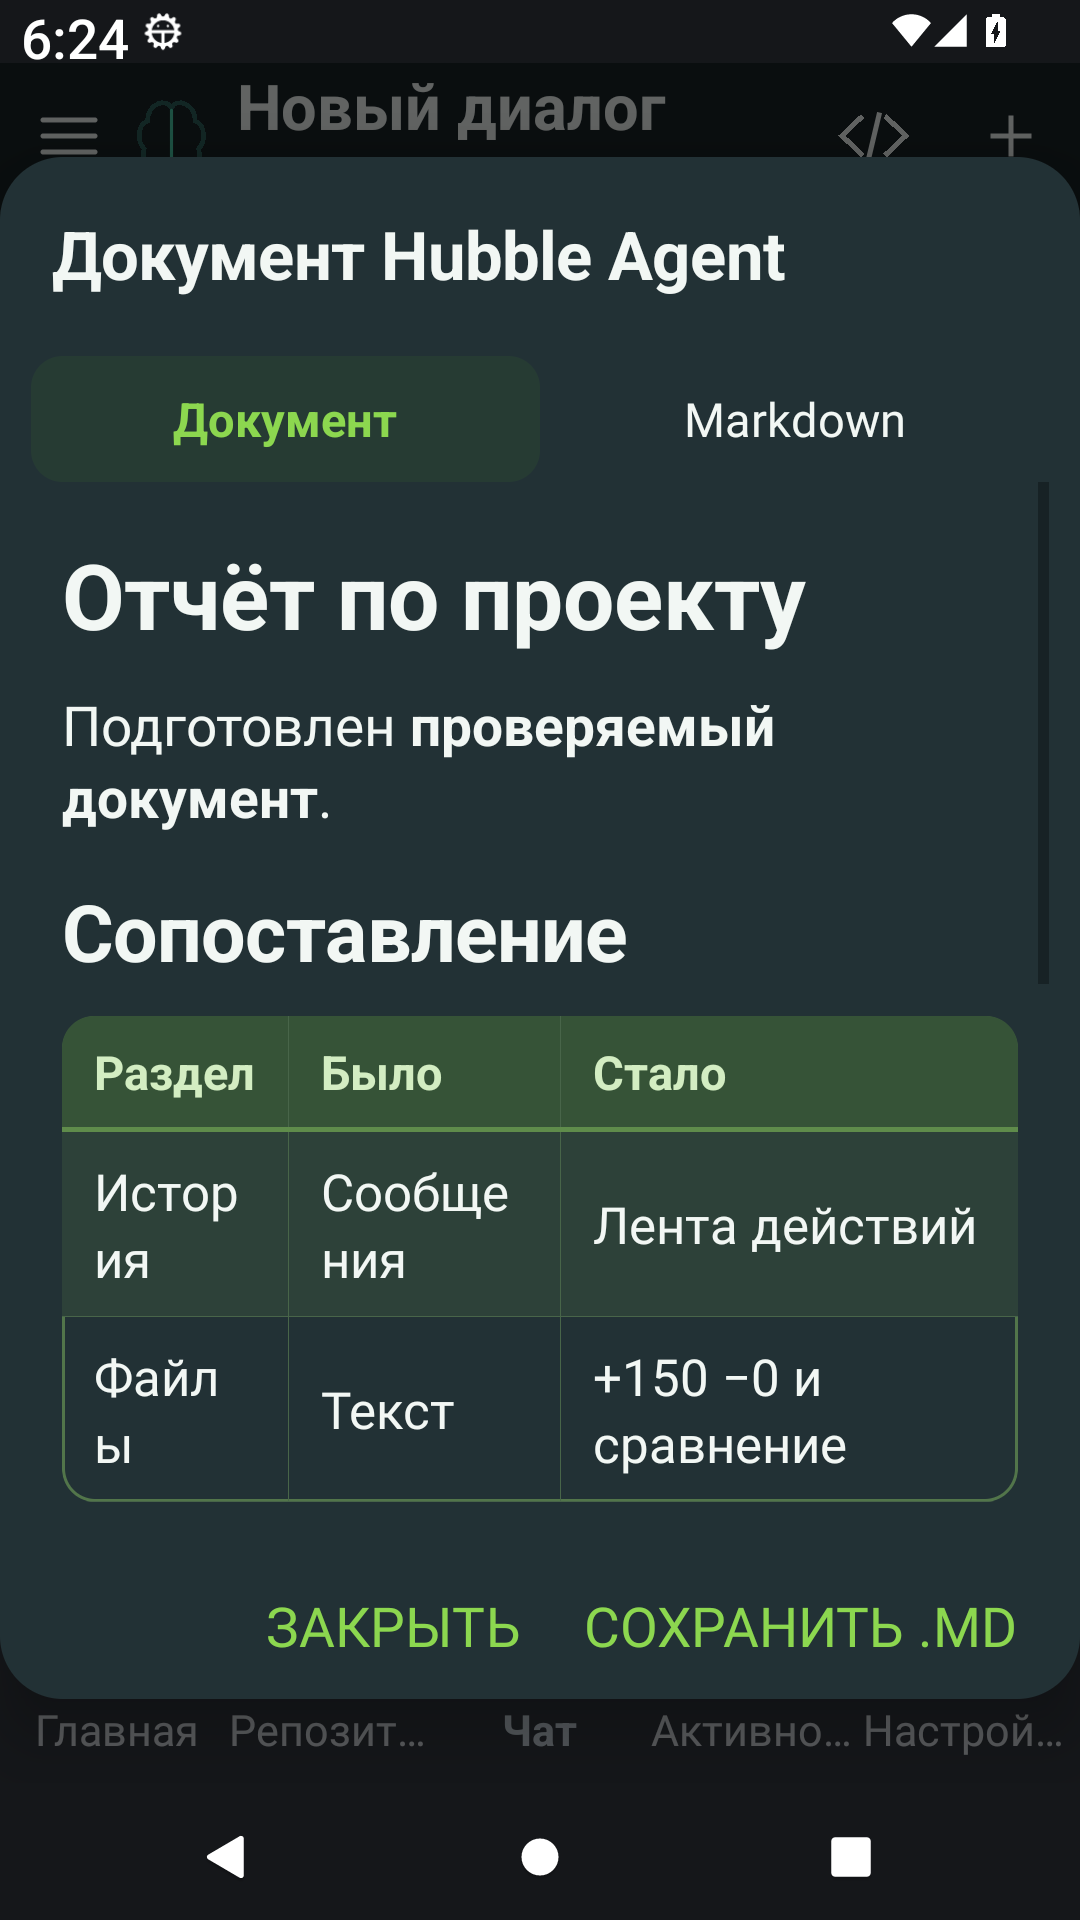 6:24
Новый диалог
Документ Hubble Agent
Документ
Markdown
Отчёт по проекту
Подготовлен проверяемый
документ.
Сопоставление
Раздел
Было
Стало
Истор
ия
Сообще
ния
Лента действий
Файл
ы
Текст
+150 −0 и
сравнение
ЗАКРЫТЬ
СОХРАНИТЬ .MD
Главная
Репозит…
Чат
Активно…
Настрой…